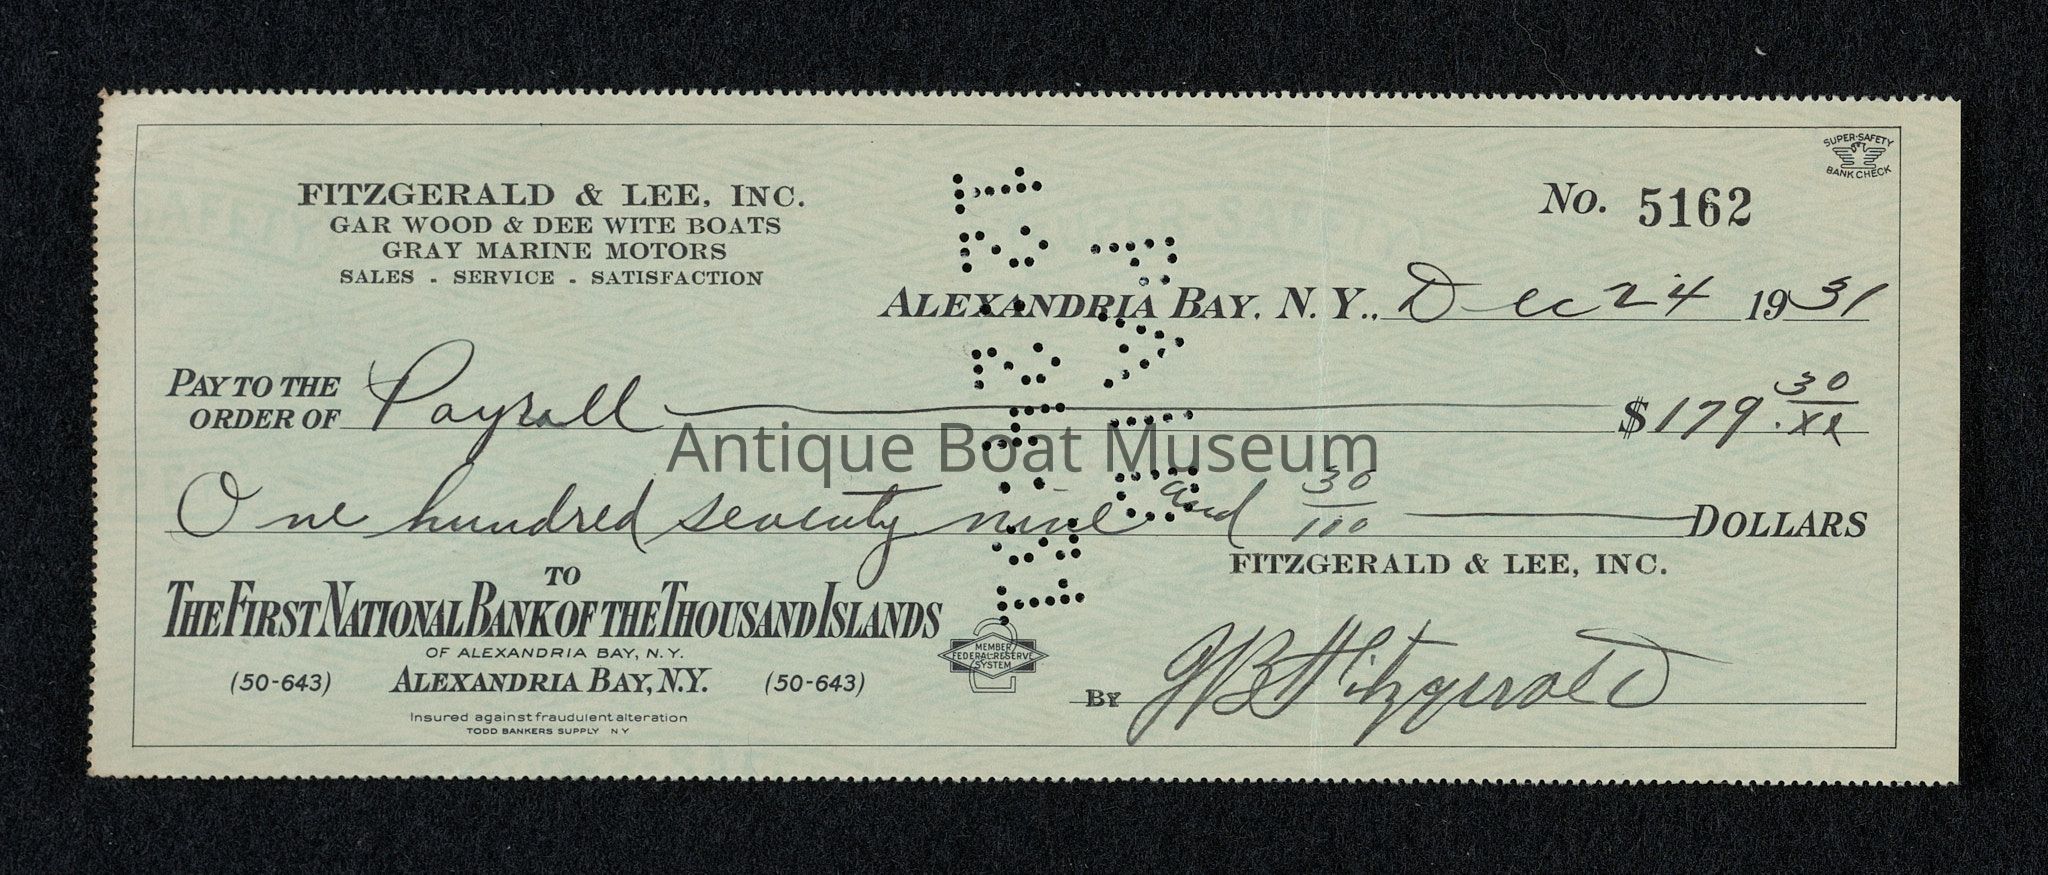 SUPER-SAFETY
BANK CHECK
FITZGERALD & LEE, INC.
GAR WOOD & DEE WITE BOATS
GRAY MARINE MOTORS
SALES - SERVICE - SATISFACTION
No. 5162
ALEXANDRIA BAY, N. Y., Dec 24 1931
PAY TO THE
ORDER OF Payroll $179.30/xx
Antique Boat Museum
One hundred seventy nine and 30/100 DOLLARS
FITZGERALD & LEE, INC.
TO
THE FIRST NATIONAL BANK OF THE THOUSAND ISLANDS
OF ALEXANDRIA BAY, N.Y.
(50-643) ALEXANDRIA BAY, N.Y. (50-643)
MEMBER
FEDERAL RESERVE
SYSTEM
BY Fitzgerald
Insured against fraudulent alteration
TODD BANKERS SUPPLY NY